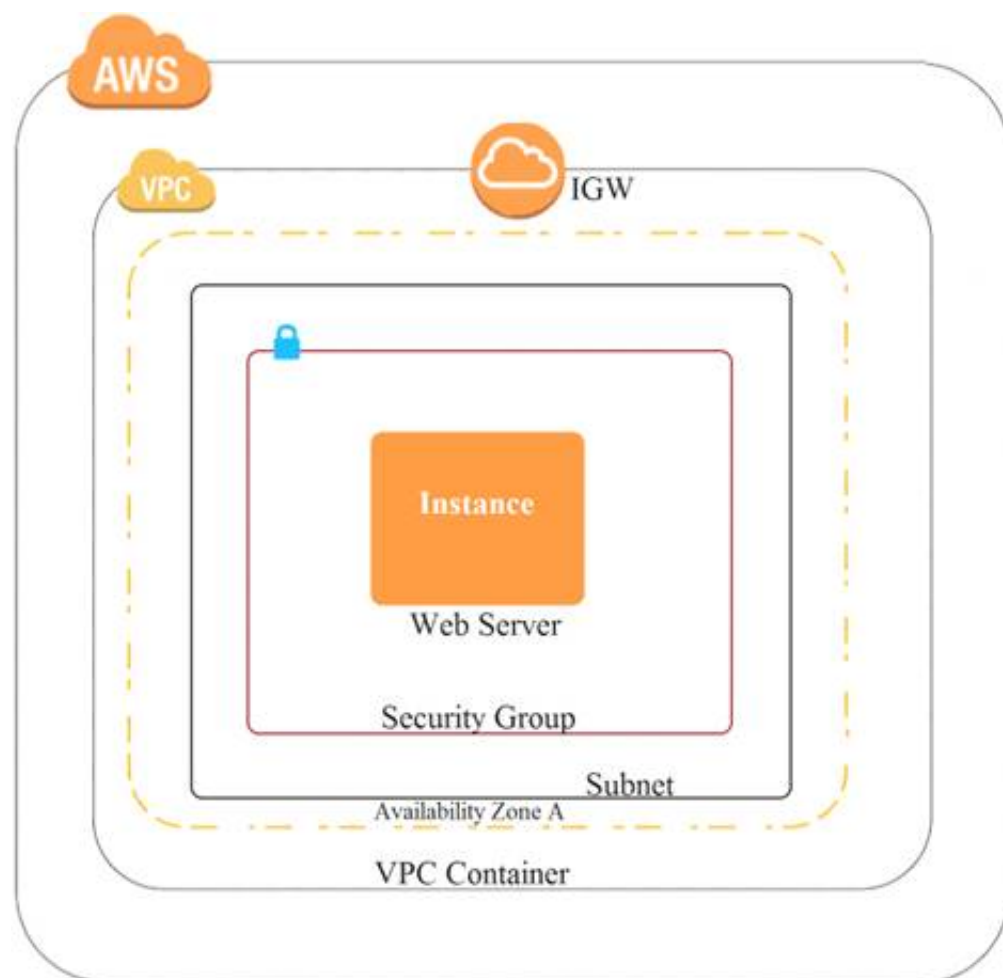 AWS
VPC
IGW
Instance
Web Server
Security Group
Subnet
Availability Zone A
VPC Container